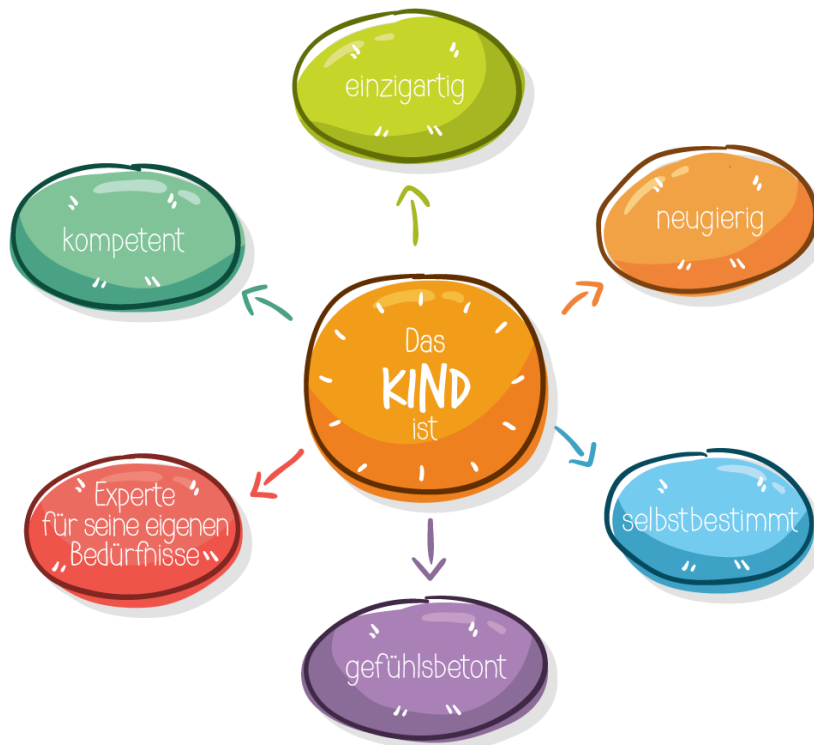 einzigartig
neugierig
kompetent
Das
KIND
ist
Experte
für seine eigenen
Bedürfnisse
selbstbestimmt
gefühlsbetont